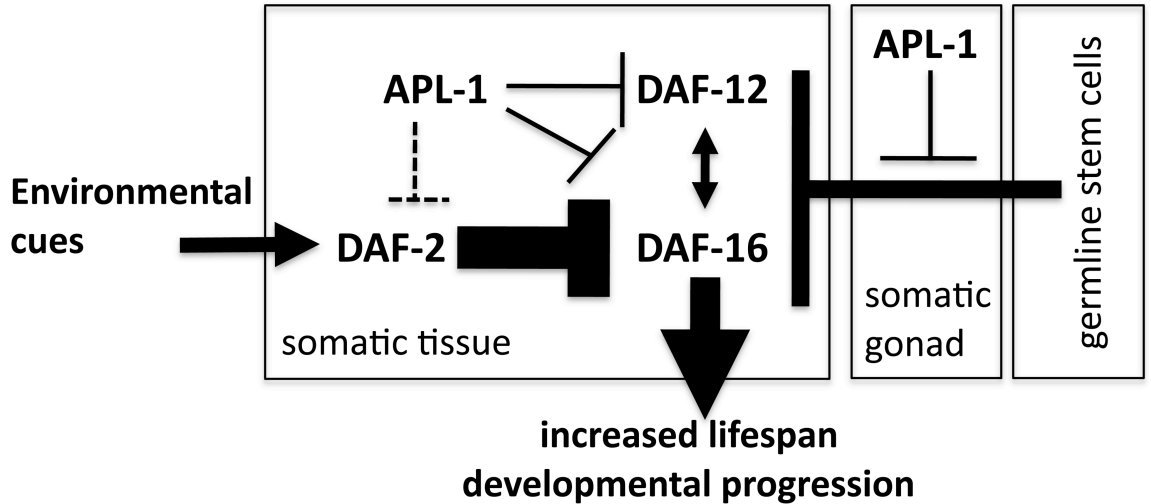 APL-1
DAF-12
APL-1
Environmental
cues
DAF-2
DAF-16
somatic tissue
somatic
gonad
germline stem cells
increased lifespan
developmental progression